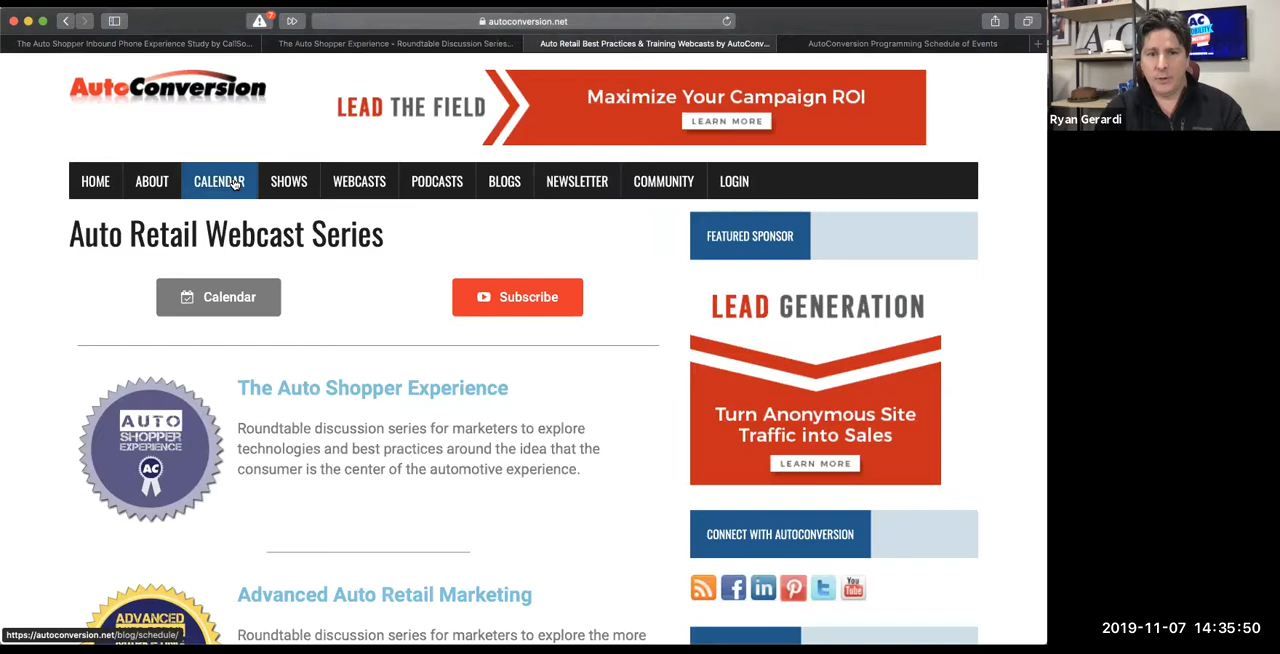 7
autoconversion.net
The Auto Shopper Inbound Phone Experience Study by CallSo...
The Auto Shopper Experience - Roundtable Discussion Series...
Auto Retail Best Practices & Training Webcasts by AutoConv...
AutoConversion Programming Schedule of Events
AC
Ryan Gerardi
AutoConversion
LEAD THE FIELD
Maximize Your Campaign ROI
LEARN MORE
HOME ABOUT CALENDAR SHOWS WEBCASTS PODCASTS BLOGS NEWSLETTER COMMUNITY LOGIN
Auto Retail Webcast Series
Calendar
Subscribe
The Auto Shopper Experience
AUTO
SHOPPER
EXPERIENCE
AC
Roundtable discussion series for marketers to explore
technologies and best practices around the idea that the
consumer is the center of the automotive experience.
Advanced Auto Retail Marketing
ADVANCED
Roundtable discussion series for marketers to explore the more
https://autoconversion.net/blog/schedule/
FEATURED SPONSOR
LEAD GENERATION
Turn Anonymous Site
Traffic into Sales
LEARN MORE
CONNECT WITH AUTOCONVERSION
You
Tube
2019-11-07 14:35:50